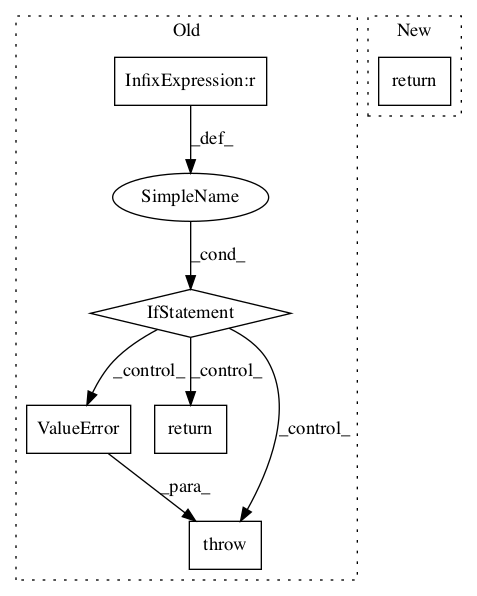 Old
New
InfixExpression:r
return
_def_
SimpleName
_cond_
IfStatement
_control_
_control_
_control_
ValueError
return
_para_
throw